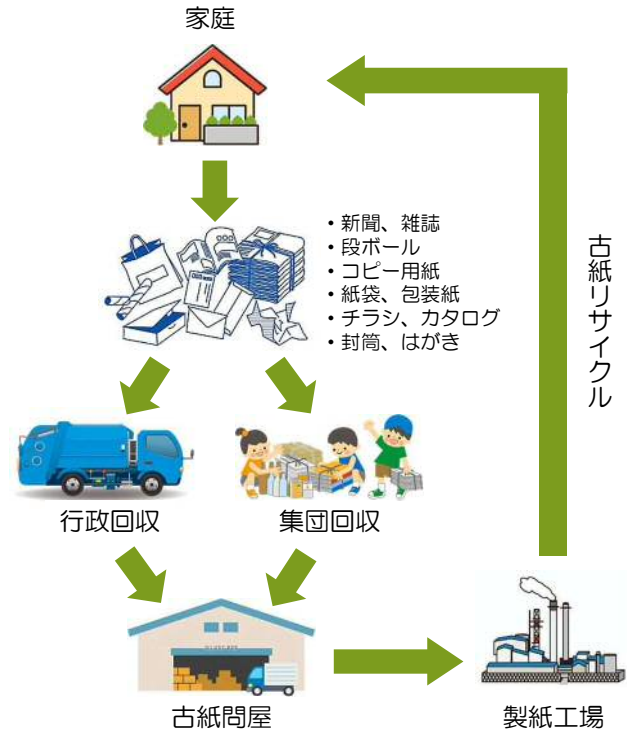 家庭
・新聞、雑誌
・段ボール
・コピー用紙
・紙袋、包装紙
・チラシ、カタログ
・封筒、はがき
古紙リサイクル
行政回収
集団回収
古紙問屋
製紙工場